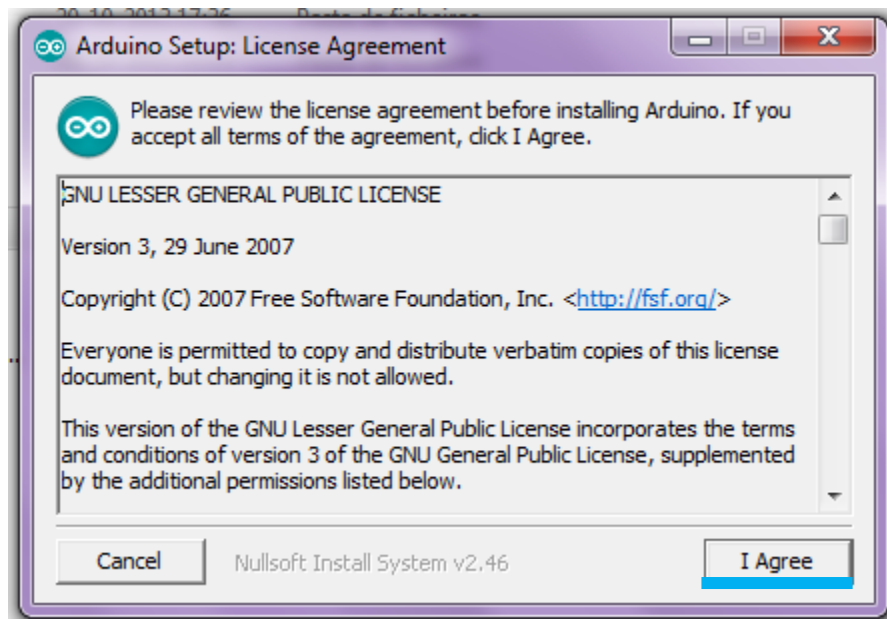 Arduino Setup: License Agreement
Please review the license agreement before installing Arduino. If you
accept all terms of the agreement, click I Agree.
GNU LESSER GENERAL PUBLIC LICENSE
Version 3, 29 June 2007
Copyright (C) 2007 Free Software Foundation, Inc. <http://fsf.org/>
Everyone is permitted to copy and distribute verbatim copies of this license
document, but changing it is not allowed.
This version of the GNU Lesser General Public License incorporates the terms
and conditions of version 3 of the GNU General Public License, supplemented
by the additional permissions listed below.
Cancel
Nullsoft Install System v2.46
I Agree